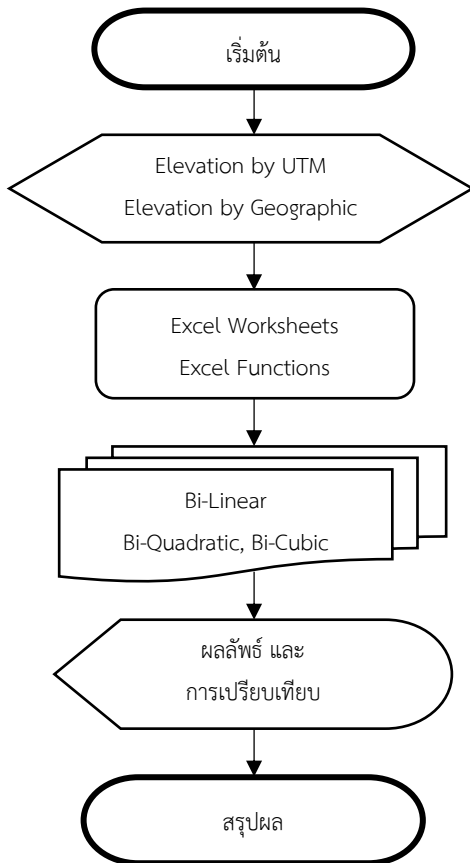 เริ่มต้น
Elevation by UTM
Elevation by Geographic
Excel Worksheets
Excel Functions
Bi-Linear
Bi-Quadratic, Bi-Cubic
ผลลัพธ์ และ
การเปรียบเทียบ
สรุปผล